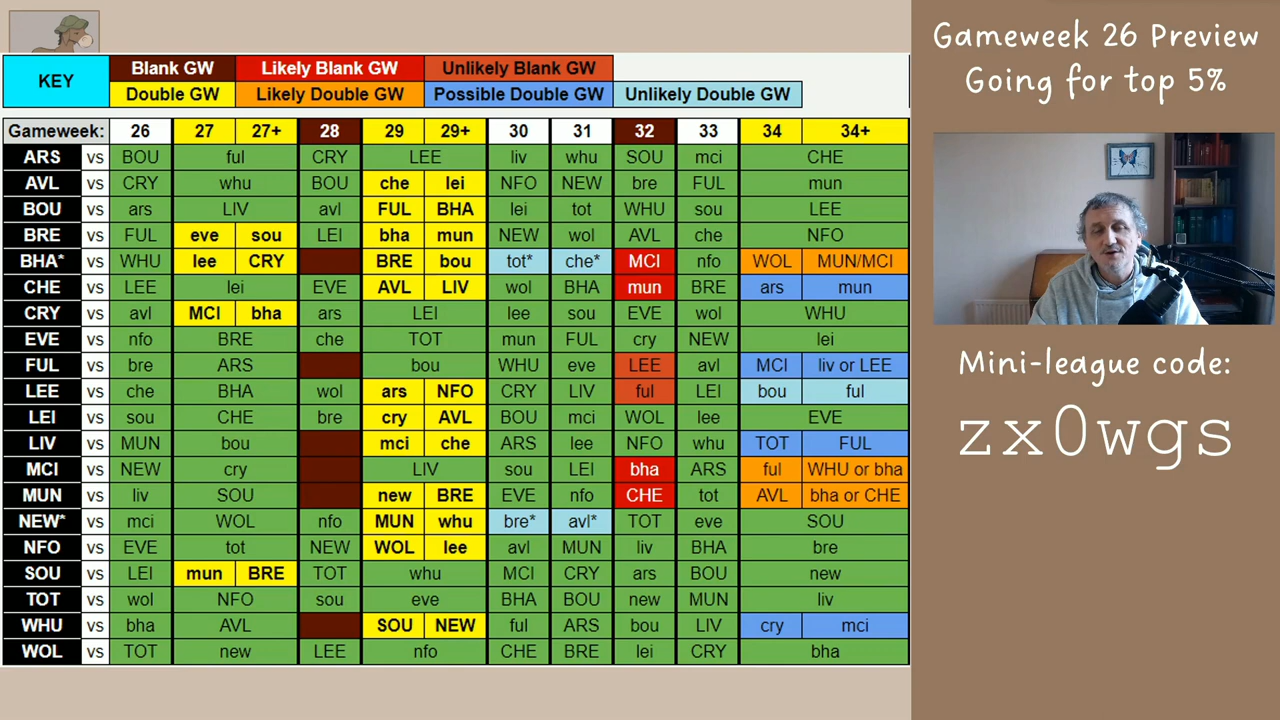 Gameweek 26 Preview
Going for top 5%
KEY
Blank GW Likely Blank GW Unlikely Blank GW
Double GW Likely Double GW Possible Double GW Unlikely Double GW
Gameweek: 26 27 27+ 28 29 29+ 30 31 32 33 34 34+
ARS vs BOU ful CRY LEE liv whu SOU mci CHE
AVL vs CRY whu BOU che lei NFO NEW bre FUL mun
BOU vs ars LIV avl FUL BHA lei tot WHU sou LEE
BRE vs FUL eve sou LEI bha mun NEW wol AVL che NFO
BHA* vs WHU lee CRY BRE bou tot* che* MCI nfo WOL MUN/MCI
CHE vs LEE lei EVE AVL LIV wol BHA mun BRE ars mun
CRY vs avl MCI bha ars LEI lee sou EVE wol WHU
EVE vs nfo BRE che TOT mun FUL cry NEW lei
FUL vs bre ARS bou WHU eve LEE avl MCI liv or LEE
LEE vs che BHA wol ars NFO CRY LIV ful LEI bou ful
LEI vs sou CHE bre cry AVL BOU mci WOL lee EVE
LIV vs MUN bou mci che ARS lee NFO whu TOT FUL
MCI vs NEW cry LIV sou LEI bha ARS ful WHU or bha
MUN vs liv SOU new BRE EVE nfo CHE tot AVL bha or CHE
NEW* vs mci WOL nfo MUN whu bre* avl* TOT eve SOU
NFO vs EVE tot NEW WOL lee avl MUN liv BHA bre
SOU vs LEI mun BRE TOT whu MCI CRY ars BOU new
TOT vs wol NFO sou eve BHA BOU new MUN liv
WHU vs bha AVL SOU NEW ful ARS bou LIV cry mci
WOL vs TOT new LEE nfo CHE BRE lei CRY bha
Mini-league code:
zx0wgs